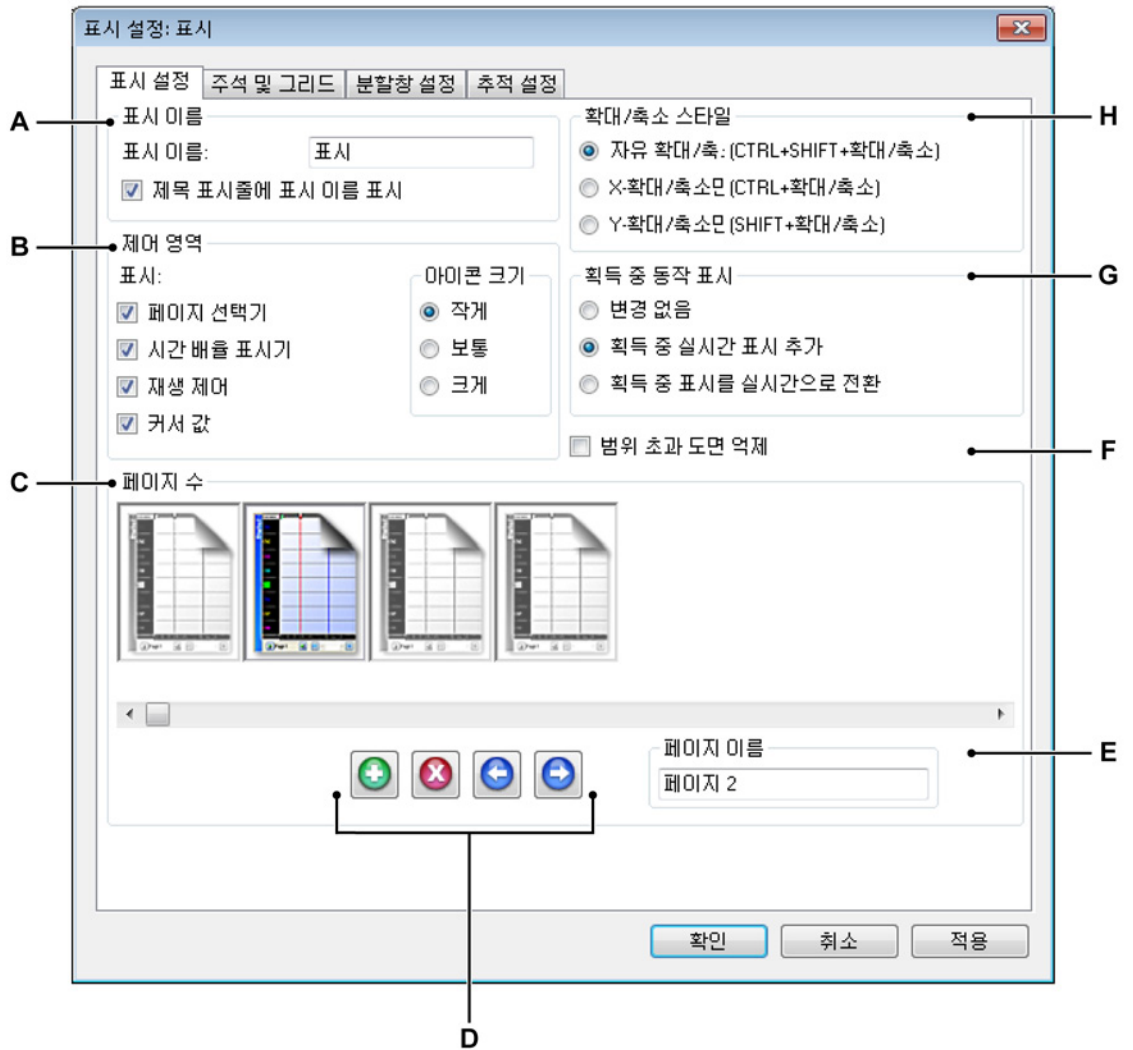 표시 설정: 표시
표시 설정 주석 및 그리드 분할창 설정 추적 설정
A
표시 이름
표시 이름: 표시
제목 표시줄에 표시 이름 표시
확대/축소 스타일
H
자유 확대/축: (CTRL+SHIFT+확대/축소)
X-확대/축소만 (CTRL+확대/축소)
Y-확대/축소만 (SHIFT+확대/축소)
B
제어 영역
표시:
페이지 선택기
시간 배율 표시기
재생 제어
커서 값
아이콘 크기
작게
보통
크게
획득 중 동작 표시
G
변경 없음
획득 중 실시간 표시 추가
획득 중 표시를 실시간으로 전환
범위 초과 도면 억제
F
C
페이지 수
페이지 이름
E
페이지 2
확인 취소 적용
D